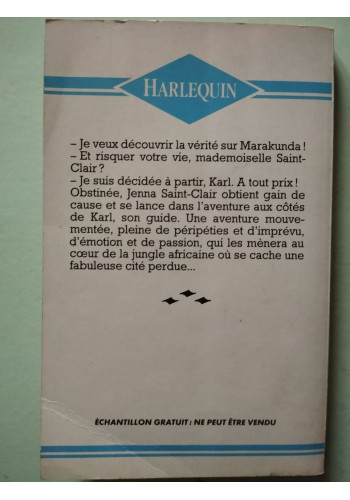 HARLEQUIN
– Je veux découvrir la vérité sur Marakunda !
– Et risquer votre vie, mademoiselle Saint-
Clair ?
– Je suis décidée à partir, Karl. A tout prix !
Obstinée, Jenna Saint-Clair obtient gain de
cause et se lance dans l'aventure aux côtés
de Karl, son guide. Une aventure mouve-
mentée, pleine de péripéties et d'imprévu,
d'émotion et de passion, qui les mènera au
cœur de la jungle africaine où se cache une
fabuleuse cité perdue...
ÉCHANTILLON GRATUIT : NE PEUT ÊTRE VENDU